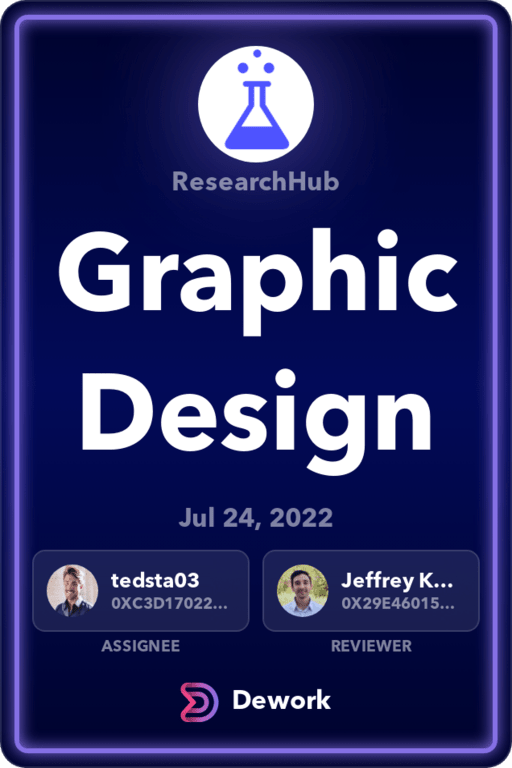 ResearchHub
Graphic
Design
Jul 24, 2022
tedsta03
0XC3D17022...
ASSIGNEE
Jeffrey K...
0X29E46015...
REVIEWER
Dework